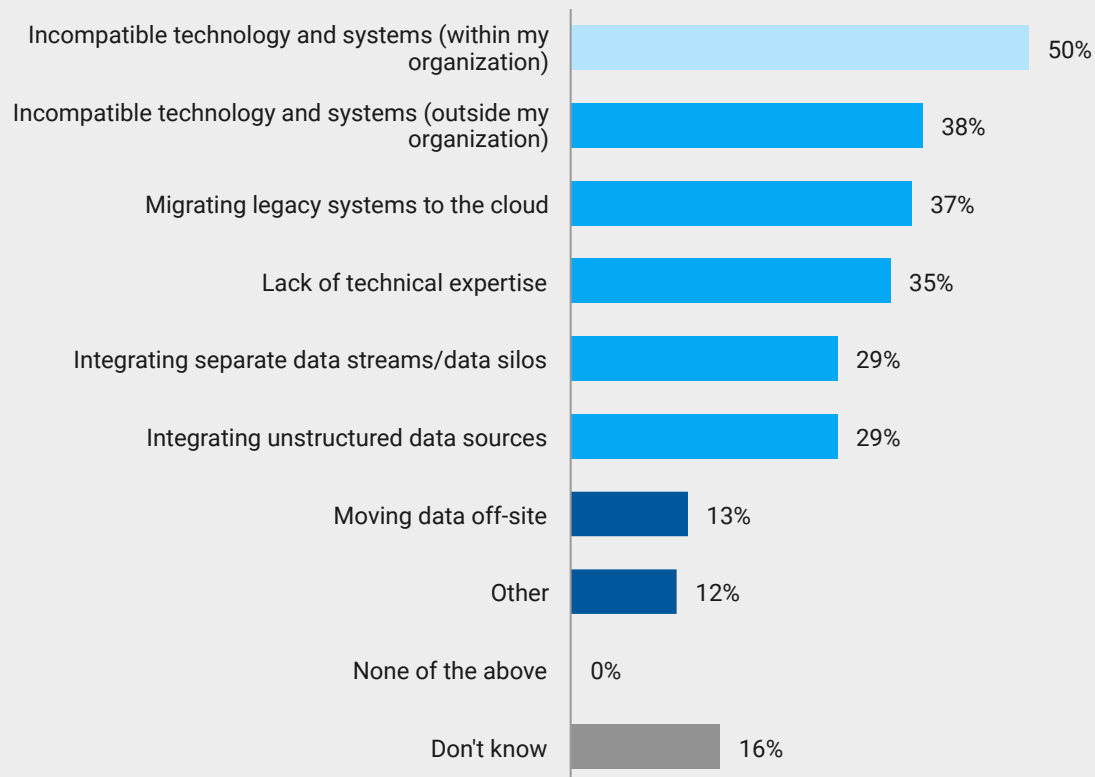 Incompatible technology and systems (within my
organization)
50%
Incompatible technology and systems (outside my
organization)
38%
Migrating legacy systems to the cloud
37%
Lack of technical expertise
35%
Integrating separate data streams/data silos
29%
Integrating unstructured data sources
29%
Moving data off-site
13%
Other
12%
None of the above
0%
Don't know
16%